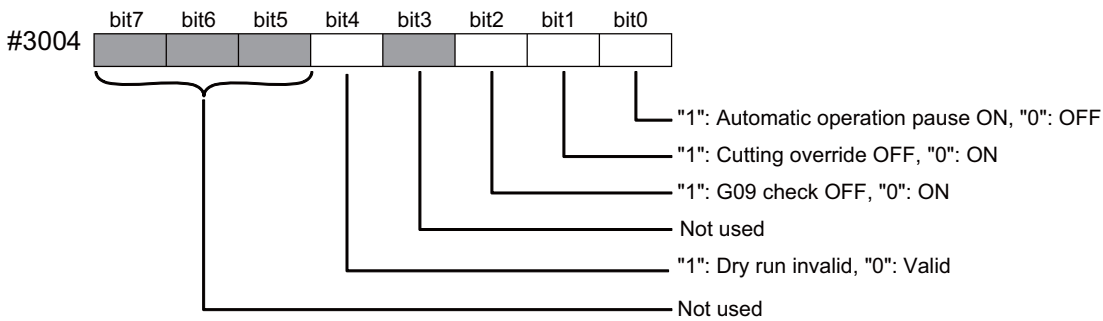 bit7 bit6 bit5 bit4 bit3 bit2 bit1 bit0
#3004
"1": Automatic operation pause ON, "0": OFF
"1": Cutting override OFF, "0": ON
"1": G09 check OFF, "0": ON
Not used
"1": Dry run invalid, "0": Valid
Not used